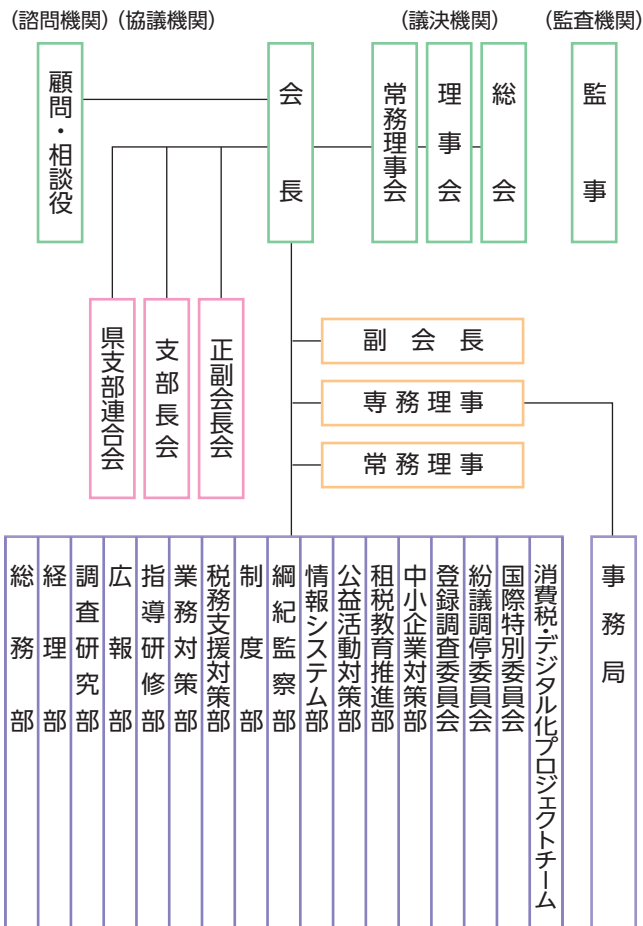 (諮問機関)
(協議機関)
(議決機関)
(監査機関)
顧問・相談役
会長
常務理事会
理事会
総会
監事
県支部連合会
支部長会
正副会長会
副会長
専務理事
常務理事
総務部
経理部
調査研究部
広報部
指導研修部
業務対策部
税務支援対策部
制度部
綱紀監察部
情報システム部
公益活動対策部
租税教育推進部
中小企業対策部
登録調査委員会
紛議調停委員会
国際特別委員会
消費税・デジタル化プロジェクトチーム
事務局